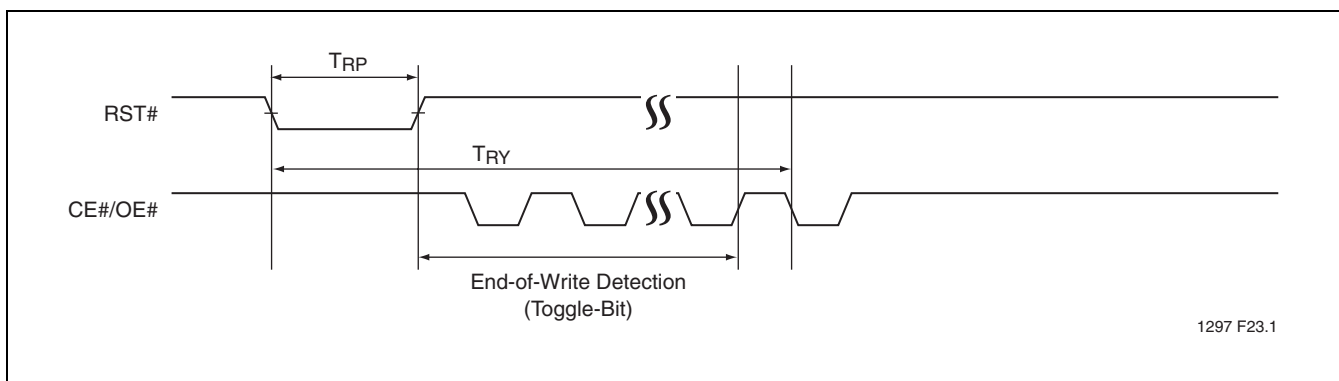 TRP
RST#
TRY
CE#/OE#
End-of-Write Detection
(Toggle-Bit)
1297 F23.1